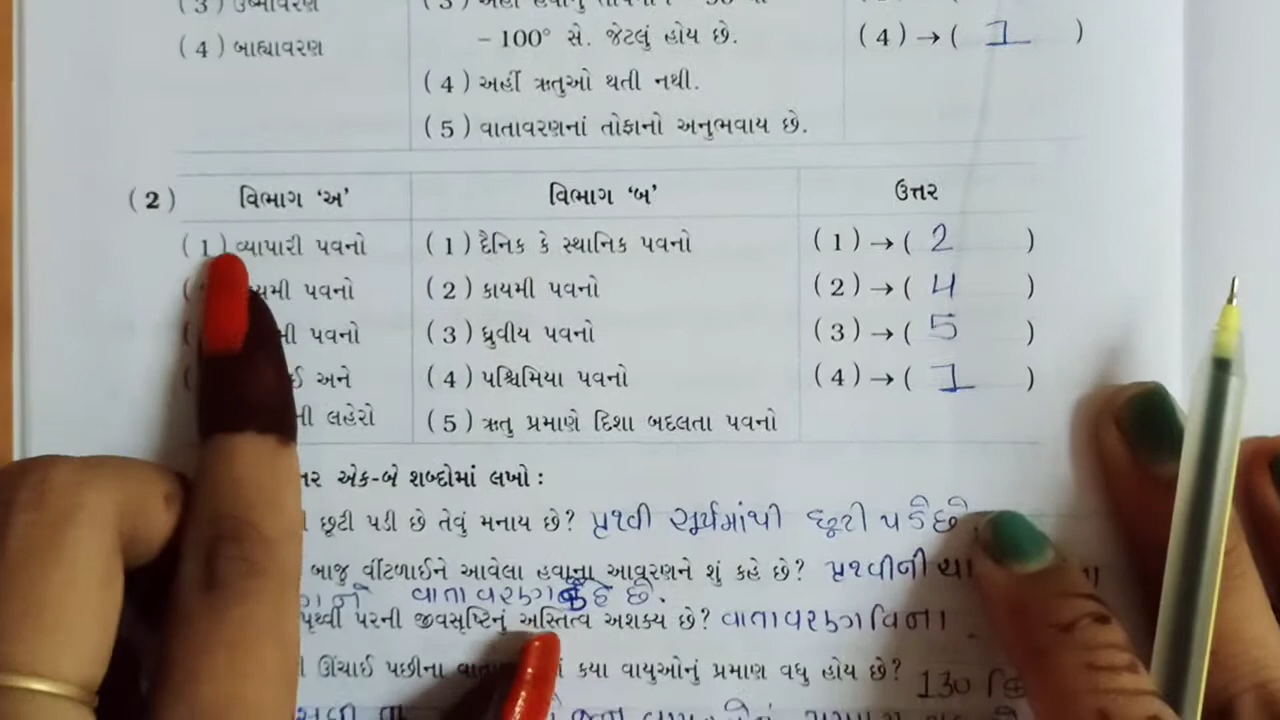 (3) ઉષ્માવરણ
(4) બાહ્યાવરણ
– 100° સે. જેટલું હોય છે.
(4) → ( 1 )
(4) અહીં ઋતુઓ થતી નથી.
(5) વાતાવરણનાં તોફાનો અનુભવાય છે.
(2) વિભાગ ‘અ’ વિભાગ ‘બ’ ઉત્તર
(1) વ્યાપારી પવનો (1) દૈનિક કે સ્થાનિક પવનો (1) → ( 2 )
પવનો (2) કાયમી પવનો (2) → ( 4 )
પવનો (3) ધ્રુવીય પવનો (3) → ( 5 )
અને (4) પશ્ચિમિયા પવનો (4) → ( 1 )
લહેરો (5) ઋતુ પ્રમાણે દિશા બદલતા પવનો
એક-બે શબ્દોમાં લખો :
છૂટી પડી છે તેવું મનાય છે? પૃથ્વી સૂર્યમાંથી છૂટી પડી છે.
બાજુ વીંટળાઈને આવેલા હવાના આવરણને શું કહે છે? પૃથ્વીની
વાતાવરણ કહે છે.
પૃથ્વી પરની જીવસૃષ્ટિનું અસ્તિત્વ અશક્ય છે? વાતાવરણ વિના .
ઊંચાઈ પછીના કયા વાયુઓનું પ્રમાણ વધુ હોય છે? 130